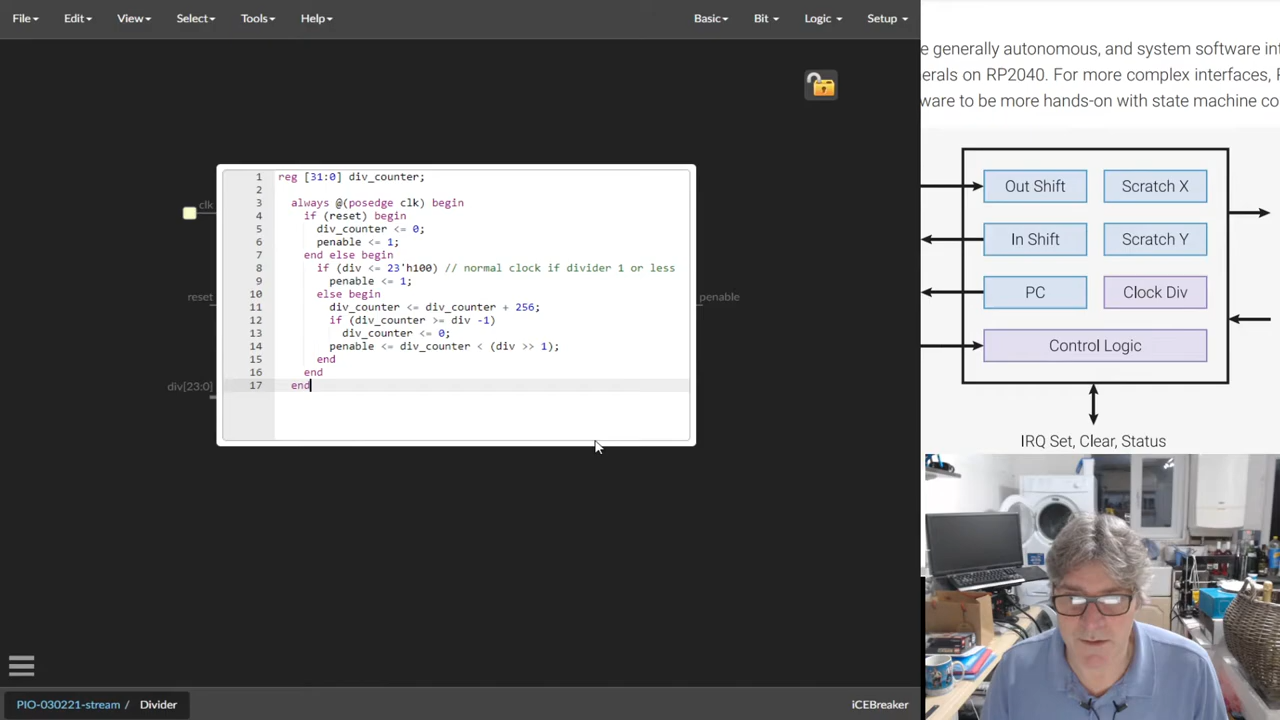 File Edit View Select Tools Help Basic Bit Logic Setup
clk
reset
div[23:0]
penable
1 reg [31:0] div_counter;
2
3 always @(posedge clk) begin
4 if (reset) begin
5 div_counter <= 0;
6 penable <= 1;
7 end else begin
8 if (div <= 23'h100) // normal clock if divider 1 or less
9 penable <= 1;
10 else begin
11 div_counter <= div_counter + 256;
12 if (div_counter >= div -1)
13 div_counter <= 0;
14 penable <= div_counter < (div >> 1);
15 end
16 end
17 end
PIO-030221-stream / Divider
iCEBreaker
e generally autonomous, and system software in
erals on RP2040. For more complex interfaces,
ware to be more hands-on with state machine co
Out Shift Scratch X
In Shift Scratch Y
PC Clock Div
Control Logic
IRQ Set, Clear, Status